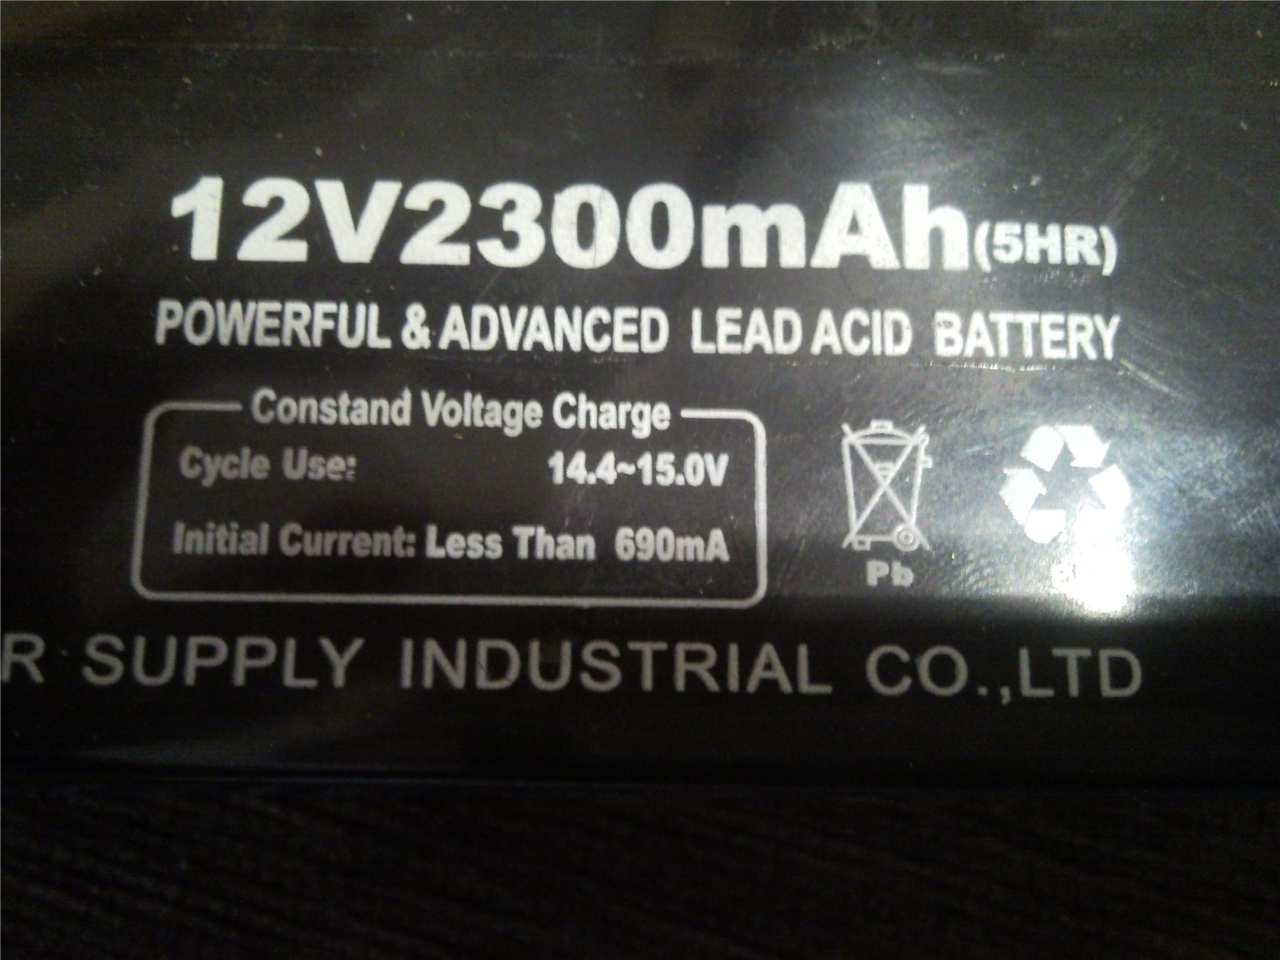 12V2300mAh(5HR)
POWERFUL & ADVANCED LEAD ACID BATTERY
Constand Voltage Charge
Cycle Use: 14.4~15.0V
Initial Current: Less Than 690mA
Pb
R SUPPLY INDUSTRIAL CO.,LTD